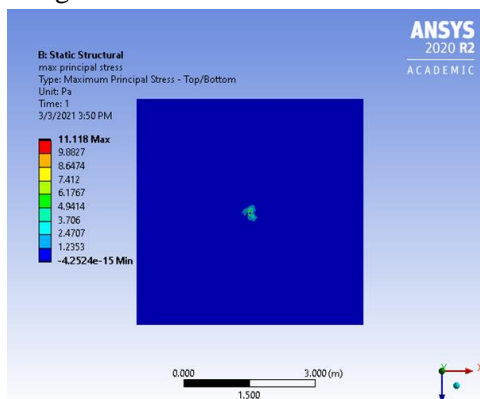 ANSYS
2020 R2
ACADEMIC
B: Static Structural
max principal stress
Type: Maximum Principal Stress - Top/Bottom
Unit: Pa
Time: 1
3/3/2021 3:50 PM
11.118 Max
9.8827
8.6474
7.412
6.1767
4.9414
3.706
2.4707
1.2353
-4.2524e-15 Min
0.000
3.000 (m)
1.500